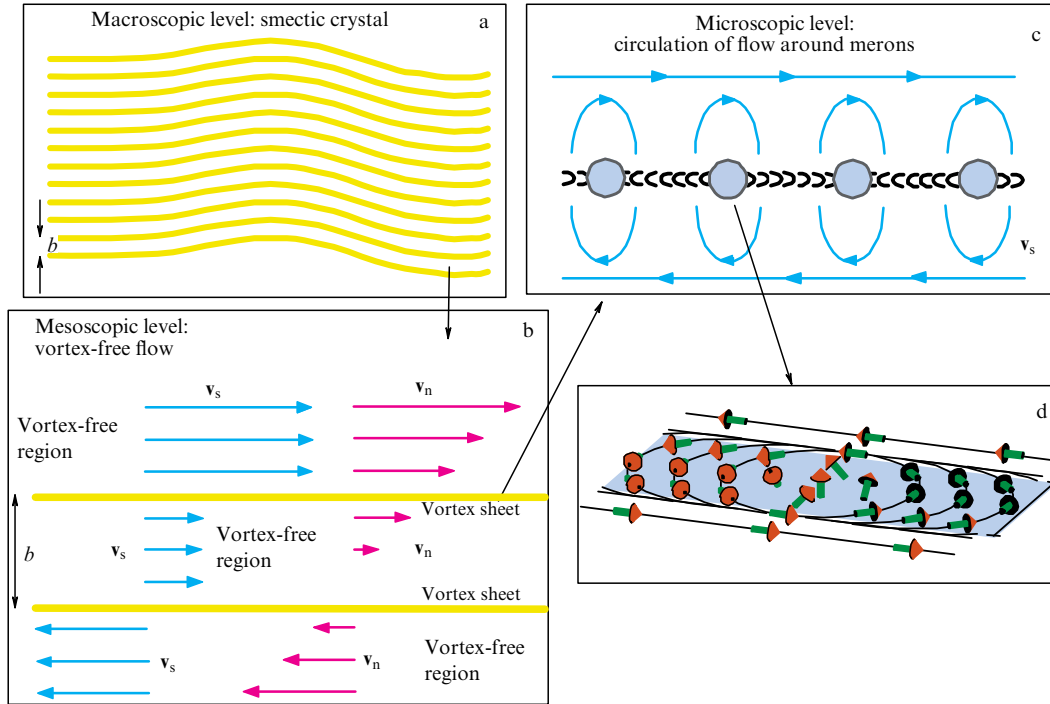 Macroscopic level: smectic crystal
a
b
Microscopic level:
circulation of flow around merons
c
v_s
Mesoscopic level:
vortex-free flow
b
v_s
v_n
Vortex-free
region
Vortex sheet
b
v_s
Vortex-free
region
v_n
Vortex sheet
v_s
v_n
Vortex-free
region
d